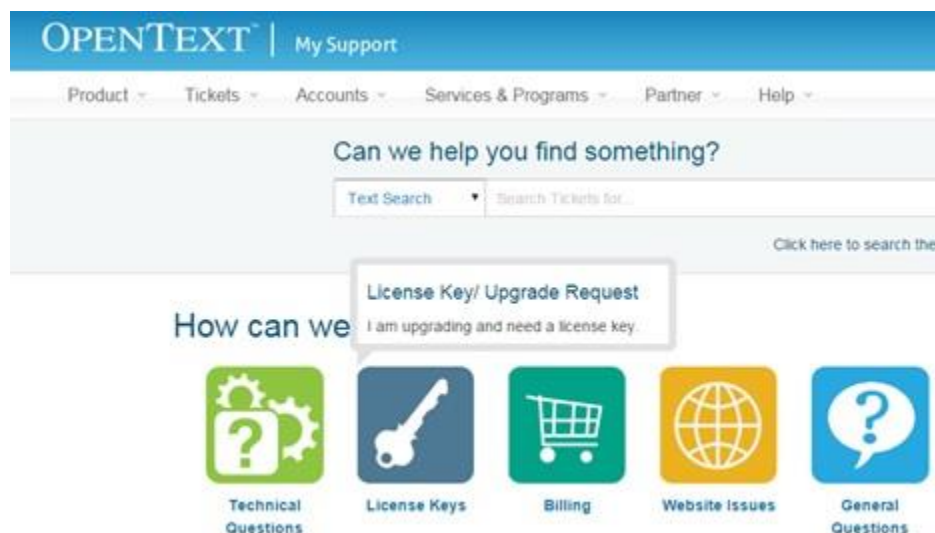 OPENTEXT™ | My Support
Product Tickets Accounts Services & Programs Partner Help
Can we help you find something?
Text Search Search Tickets for...
Click here to search the
License Key/ Upgrade Request
I am upgrading and need a license key.
How can we
?
?
Technical Questions
License Keys
Billing
Website Issues
General Questions